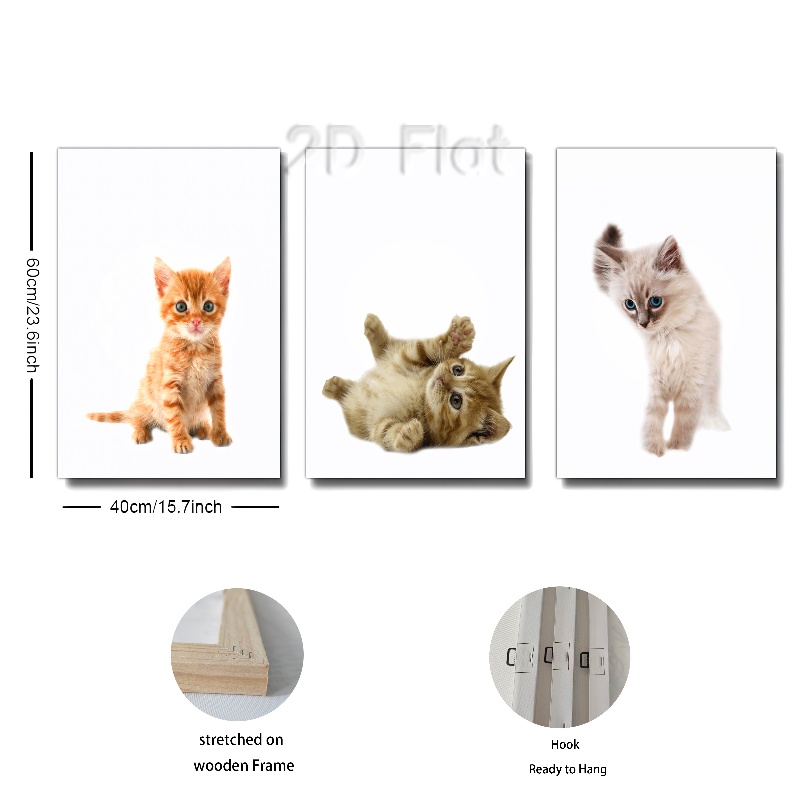 2D Flat
60cm/23.6inch
40cm/15.7inch
stretched on
wooden Frame
Hook
Ready to Hang